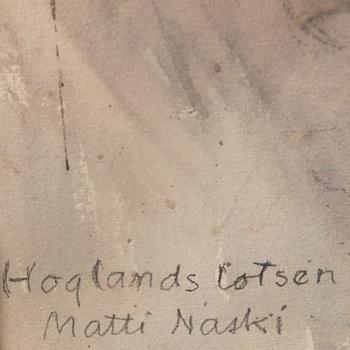 Hoglands lotsen
Matti Naski